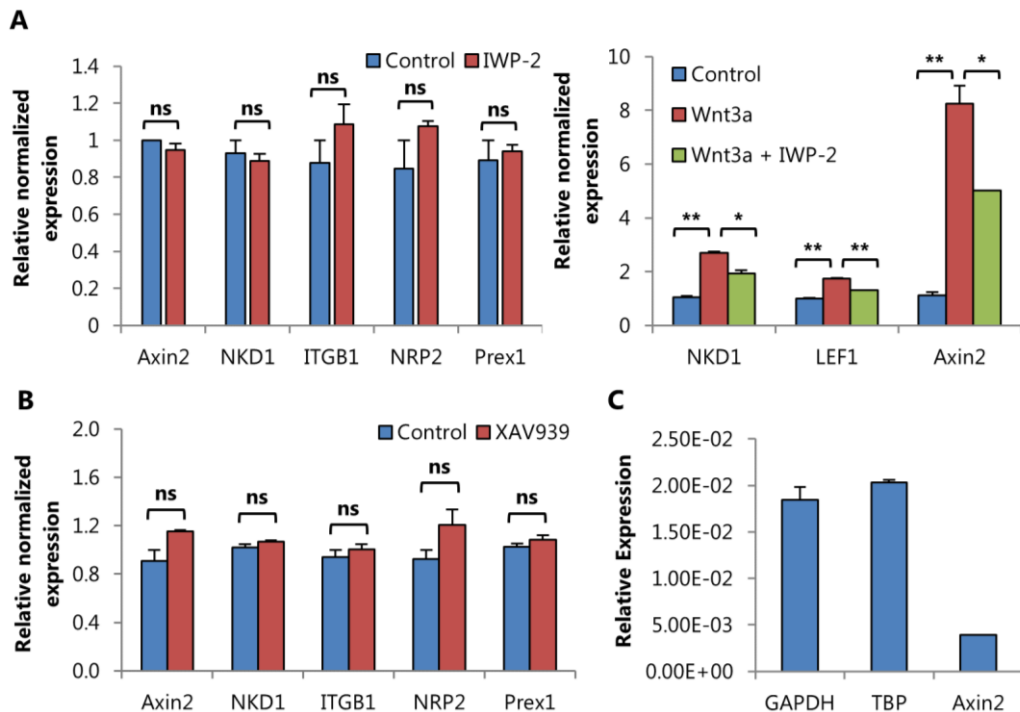 A
Relative normalized
expression
1.4
1.2
1
0.8
0.6
0.4
0.2
0
Control IWP-2
ns ns ns ns ns
Axin2 NKD1 ITGB1 NRP2 Prex1
Relative normalized
expression
10
8
6
4
2
0
Control
Wnt3a
Wnt3a + IWP-2
** * ** ** ** *
NKD1 LEF1 Axin2
B
Relative normalized
expression
2.0
1.6
1.2
0.8
0.4
0.0
Control XAV939
ns ns ns ns ns
Axin2 NKD1 ITGB1 NRP2 Prex1
C
Relative Expression
2.50E-02
2.00E-02
1.50E-02
1.00E-02
5.00E-03
0.00E+00
GAPDH TBP Axin2